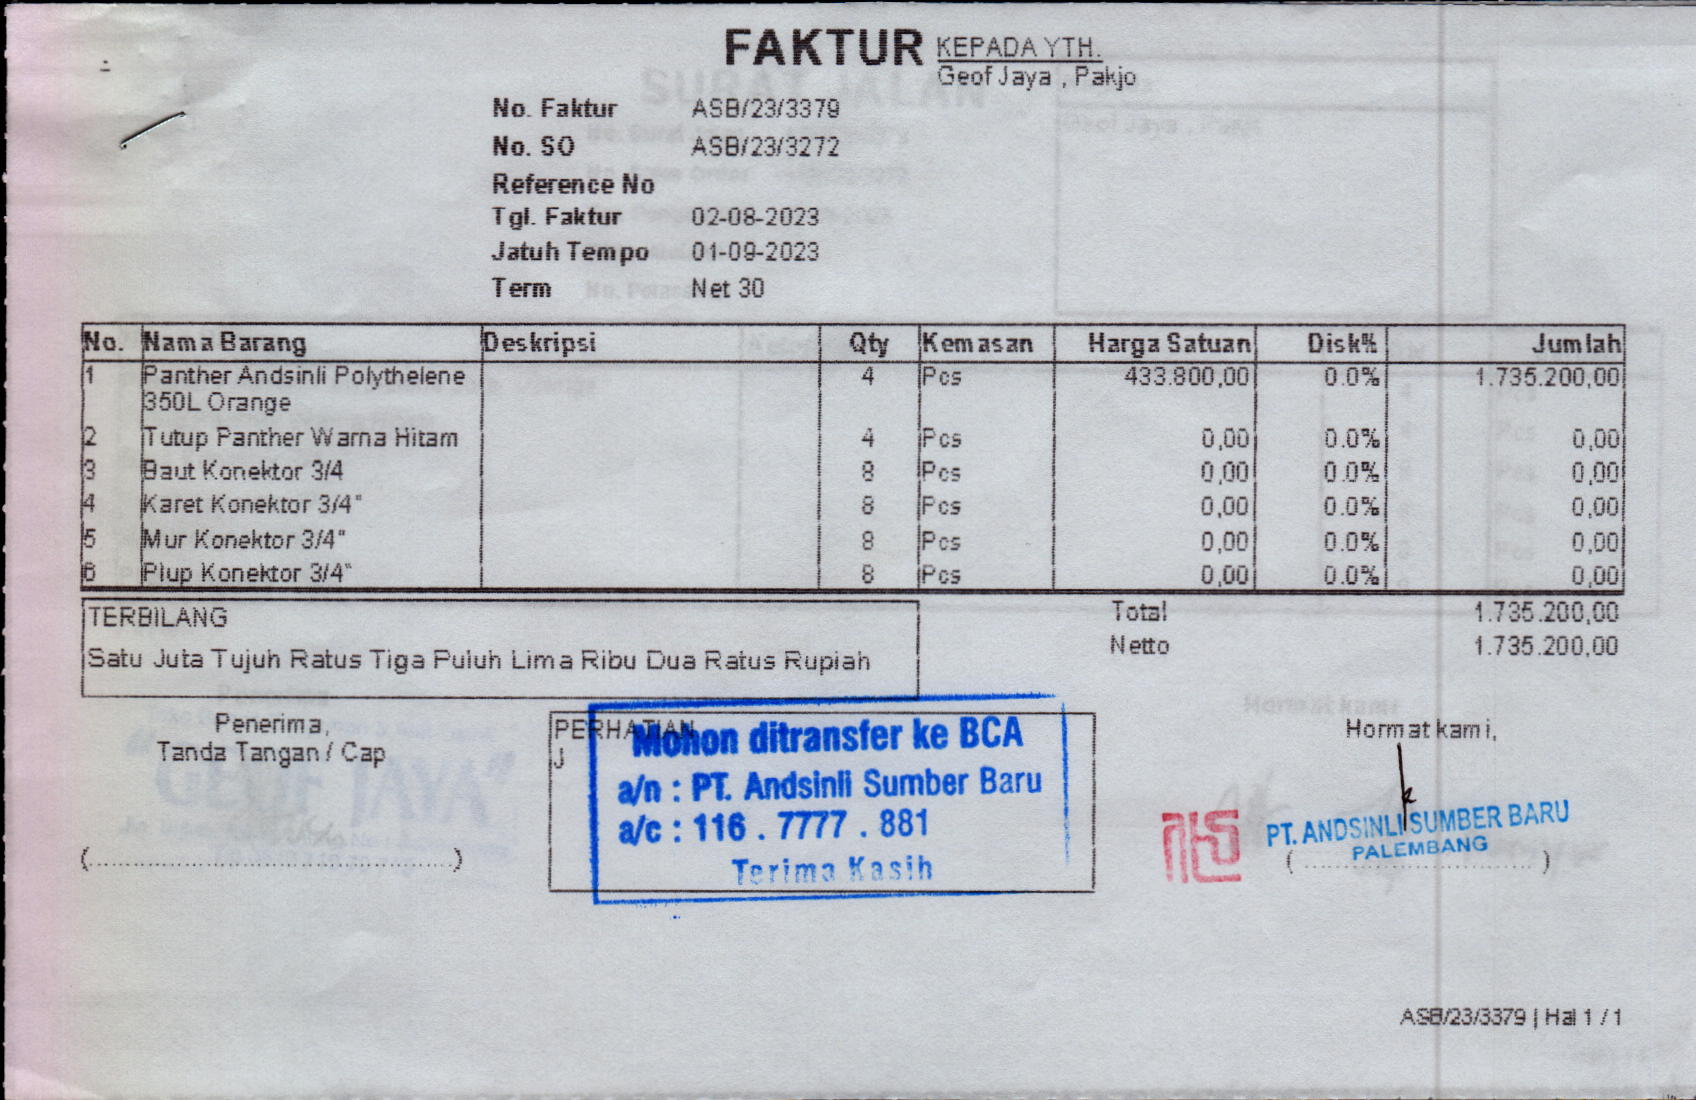 FAKTUR
KEPADA YTH.
Geof Jaya , Pakjo
No. Faktur ASB/23/3379
No. SO ASB/23/3272
Reference No
Tgl. Faktur 02-08-2023
Jatuh Tempo 01-09-2023
Term Net 30
No. Nama Barang Deskripsi Qty Kemasan Harga Satuan Disk% Jumlah
1 Panther Andsinli Polythelene 4 Pcs 433.800,00 0.0% 1.735.200,00
350L Orange
2 Tutup Panther Warna Hitam 4 Pcs 0,00 0.0% 0,00
3 Baut Konektor 3/4 8 Pcs 0,00 0.0% 0,00
4 Karet Konektor 3/4" 8 Pcs 0,00 0.0% 0,00
5 Mur Konektor 3/4" 8 Pcs 0,00 0.0% 0,00
6 Plup Konektor 3/4" 8 Pcs 0,00 0.0% 0,00
TERBILANG
Satu Juta Tujuh Ratus Tiga Puluh Lima Ribu Dua Ratus Rupiah
Total 1.735.200,00
Netto 1.735.200,00
Penerima,
Tanda Tangan / Cap
(..............................................)
PERHATIAN
J
Mohon ditransfer ke BCA
a/n : PT. Andsinli Sumber Baru
a/c : 116 . 7777 . 881
Terima Kasih
Hormat kami,
PT. ANDSINLI SUMBER BARU
PALEMBANG
(..............................)
ASB/23/3379 | Hal 1 / 1
SURAT JALAN
Geof Jaya , Pakjo
Hormat kami
"GEOF JAYA"